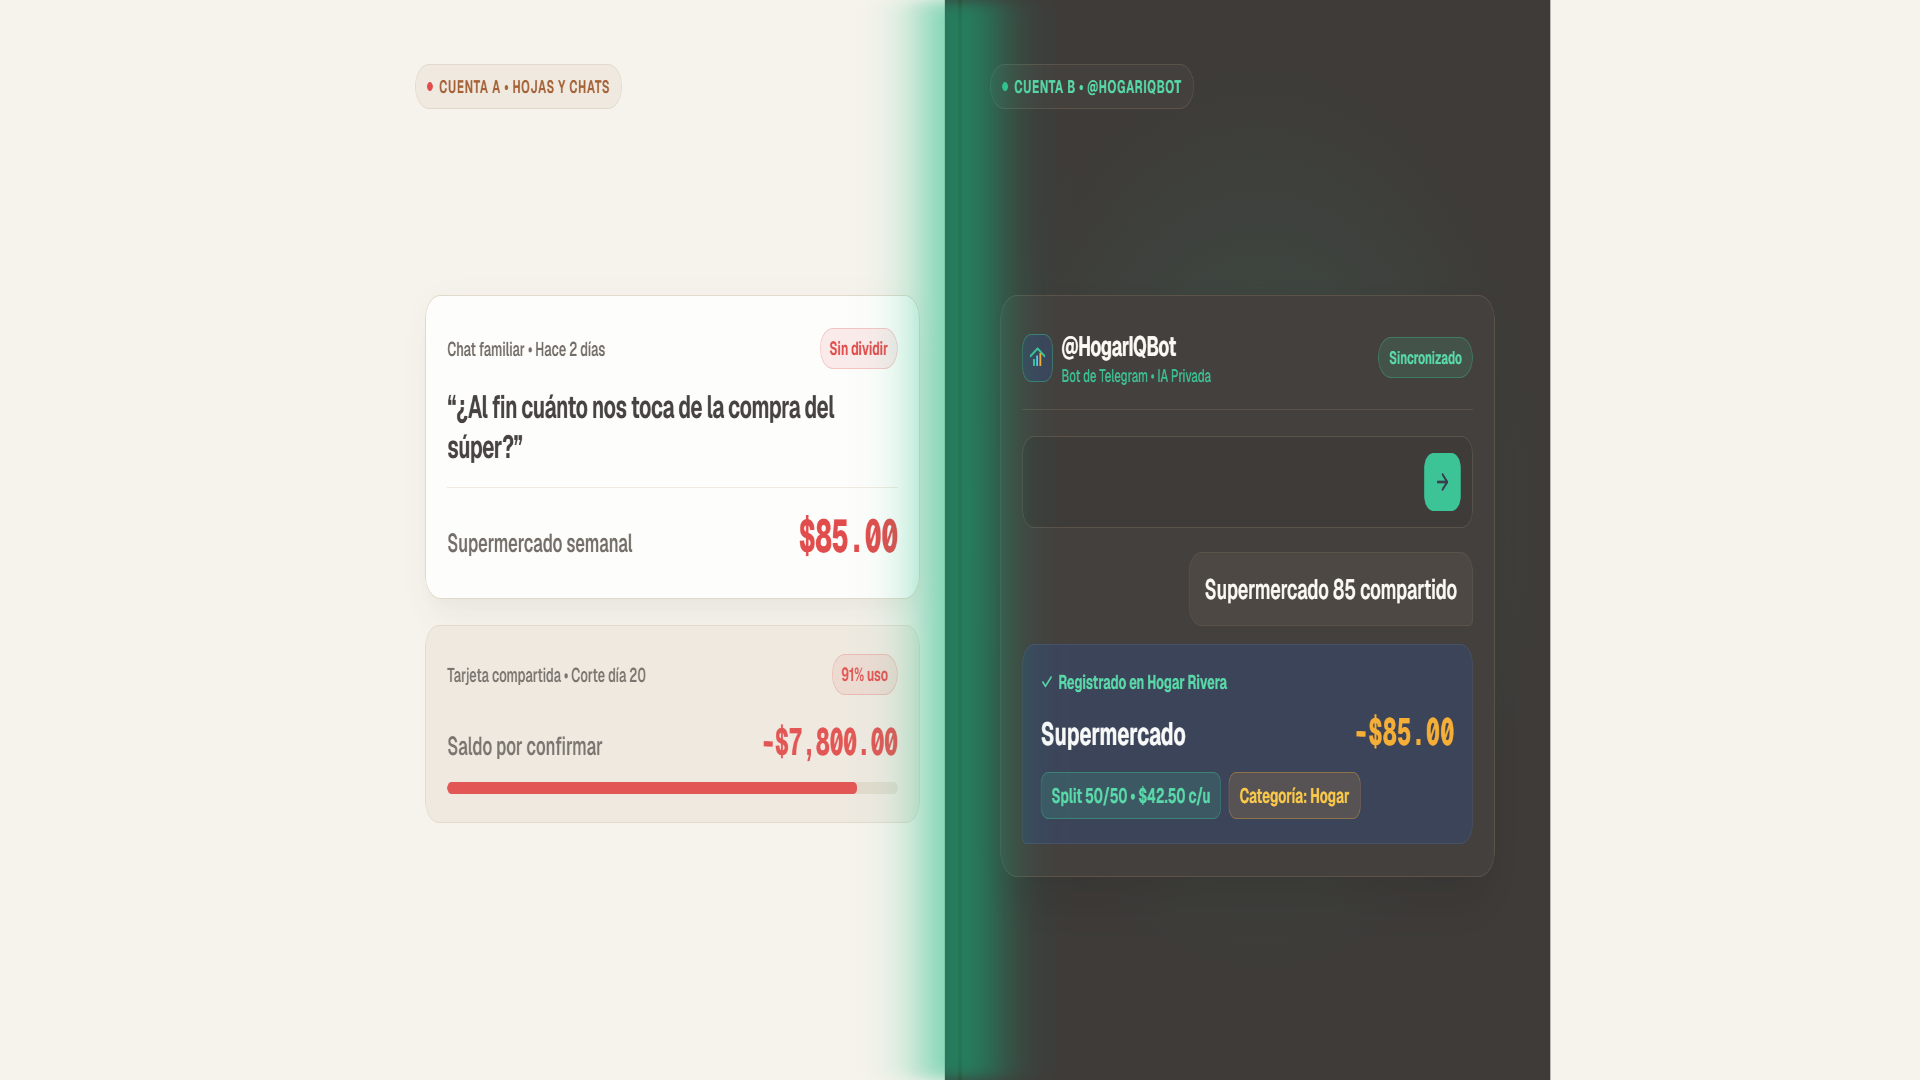 CUENTA A • HOJAS Y CHATS
Chat familiar • Hace 2 días
Sin dividir
“¿Al fin cuánto nos toca de la compra del
súper?”
Supermercado semanal
$85.00
Tarjeta compartida • Corte día 20
91% uso
Saldo por confirmar
-$7,800.00
CUENTA B • @HOGARIQBOT
@HogarIQBot
Bot de Telegram • IA Privada
Sincronizado
Supermercado 85 compartido
✓ Registrado en Hogar Rivera
Supermercado
-$85.00
Split 50/50 • $42.50 c/u
Categoría: Hogar